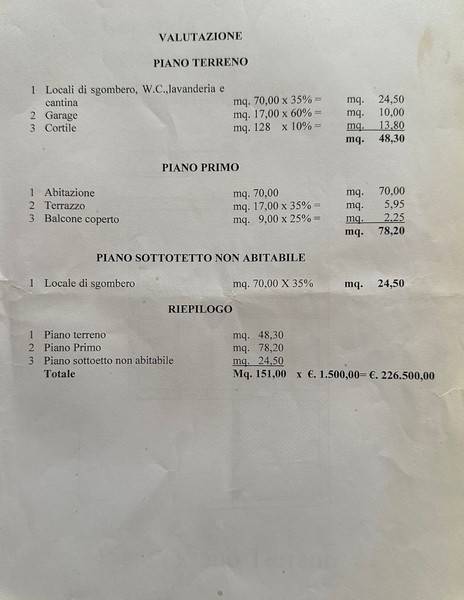 VALUTAZIONE
PIANO TERRENO
1 Locali di sgombero, W.C.,lavanderia e
cantina mq. 70,00 x 35% = mq. 24,50
2 Garage mq. 17,00 x 60% = mq. 10,00
3 Cortile mq. 128 x 10% = mq. 13,80
mq. 48,30
PIANO PRIMO
1 Abitazione mq. 70,00 mq. 70,00
2 Terrazzo mq. 17,00 x 35% = mq. 5,95
3 Balcone coperto mq. 9,00 x 25% = mq. 2,25
mq. 78,20
PIANO SOTTOTETTO NON ABITABILE
1 Locale di sgombero mq. 70,00 X 35% mq. 24,50
RIEPILOGO
1 Piano terreno mq. 48,30
2 Piano Primo mq. 78,20
3 Piano sottoetto non abitabile mq. 24,50
Totale Mq. 151,00 x €. 1.500,00= €. 226.500,00